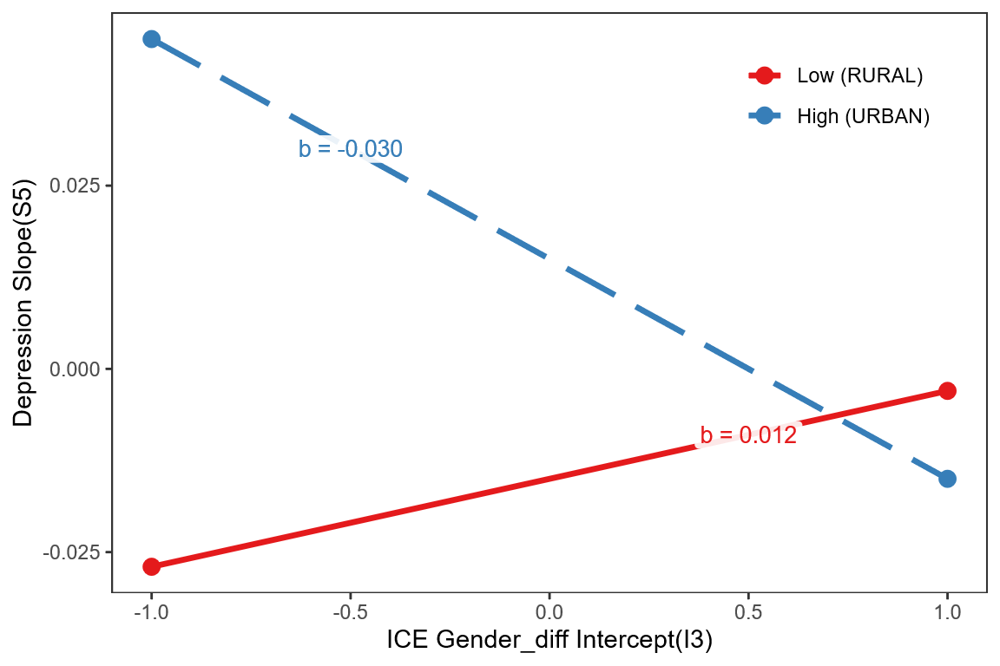 Low (RURAL)
High (URBAN)
b = -0.030
b = 0.012
Depression Slope(S5)
0.025
0.000
-0.025
-1.0
-0.5
0.0
0.5
1.0
ICE Gender_diff Intercept(I3)